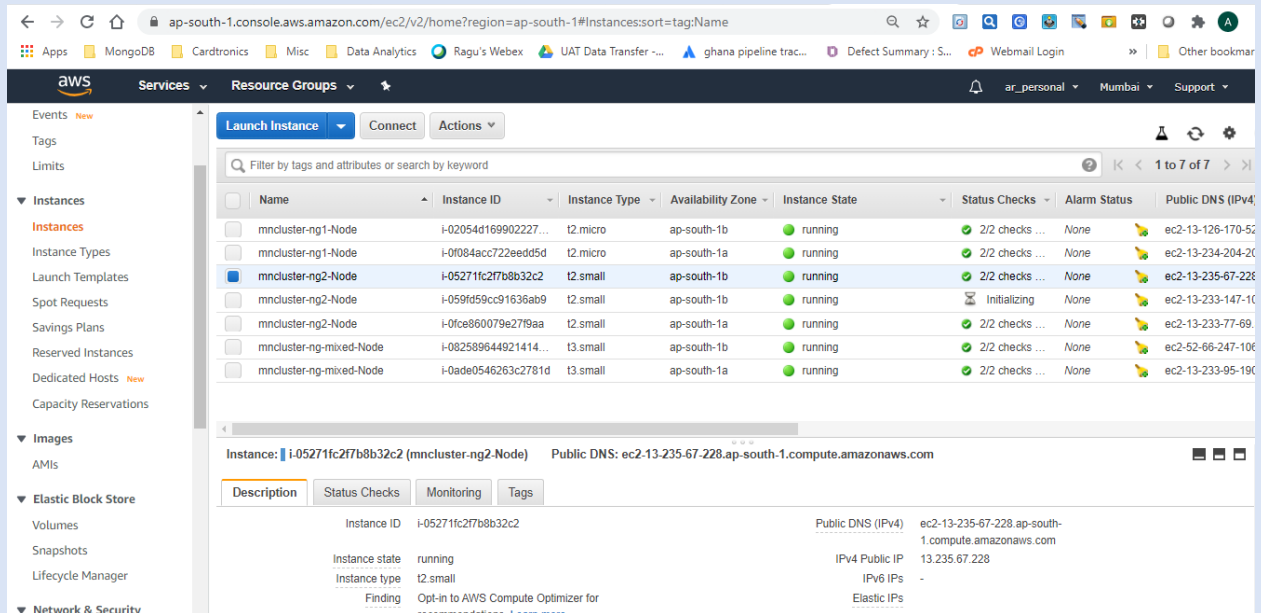 ap-south-1.console.aws.amazon.com/ec2/v2/home?region=ap-south-1#Instances:sort=tag:Name
A
Apps MongoDB Cardtronics Misc Data Analytics Ragu's Webex UAT Data Transfer -... ghana pipeline trac... Defect Summary : S... cP Webmail Login » Other bookmar
aws Services Resource Groups ar_personal Mumbai Support
Events New
Tags
Limits
Instances
Instances
Instance Types
Launch Templates
Spot Requests
Savings Plans
Reserved Instances
Dedicated Hosts New
Capacity Reservations
Images
AMIs
Elastic Block Store
Volumes
Snapshots
Lifecycle Manager
Network & Security
Launch Instance Connect Actions
Filter by tags and attributes or search by keyword 1 to 7 of 7
Name Instance ID Instance Type Availability Zone Instance State Status Checks Alarm Status Public DNS (IPv4)
mncluster-ng1-Node i-02054d169902227... t2.micro ap-south-1b running 2/2 checks ... None ec2-13-126-170-52
mncluster-ng1-Node i-0f084acc722eedd5d t2.micro ap-south-1a running 2/2 checks ... None ec2-13-234-204-20
mncluster-ng2-Node i-05271fc2f7b8b32c2 t2.small ap-south-1b running 2/2 checks ... None ec2-13-235-67-228
mncluster-ng2-Node i-059fd59cc91636ab9 t2.small ap-south-1b running Initializing None ec2-13-233-147-10
mncluster-ng2-Node i-0fce860079e27f9aa t2.small ap-south-1a running 2/2 checks ... None ec2-13-233-77-69.
mncluster-ng-mixed-Node i-082589644921414... t3.small ap-south-1b running 2/2 checks ... None ec2-52-66-247-106
mncluster-ng-mixed-Node i-0ade0546263c2781d t3.small ap-south-1a running 2/2 checks ... None ec2-13-233-95-190
Instance: i-05271fc2f7b8b32c2 (mncluster-ng2-Node) Public DNS: ec2-13-235-67-228.ap-south-1.compute.amazonaws.com
Description Status Checks Monitoring Tags
Instance ID i-05271fc2f7b8b32c2 Public DNS (IPv4) ec2-13-235-67-228.ap-south-
1.compute.amazonaws.com
Instance state running IPv4 Public IP 13.235.67.228
Instance type t2.small IPv6 IPs -
Finding Opt-in to AWS Compute Optimizer for Elastic IPs
recommendations. Learn more